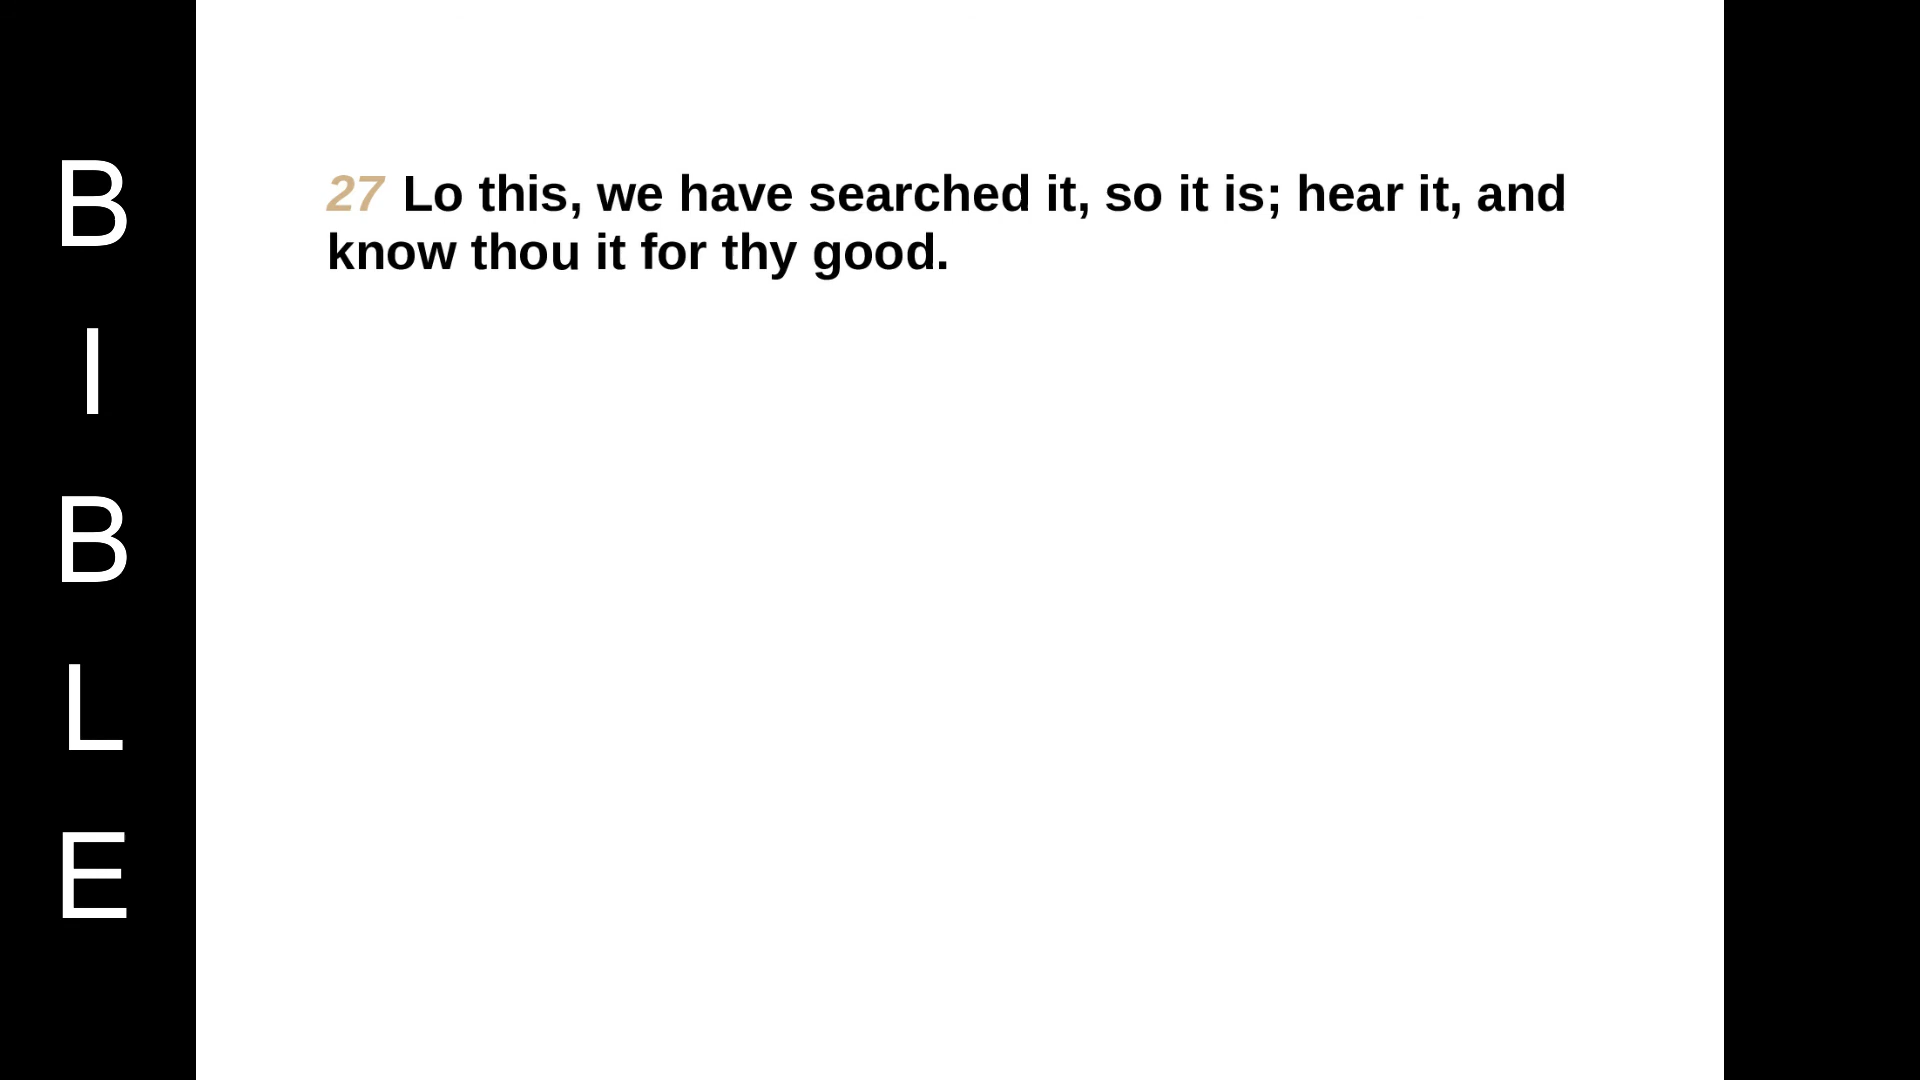 B
I
B
L
E
27 Lo this, we have searched it, so it is; hear it, and
know thou it for thy good.